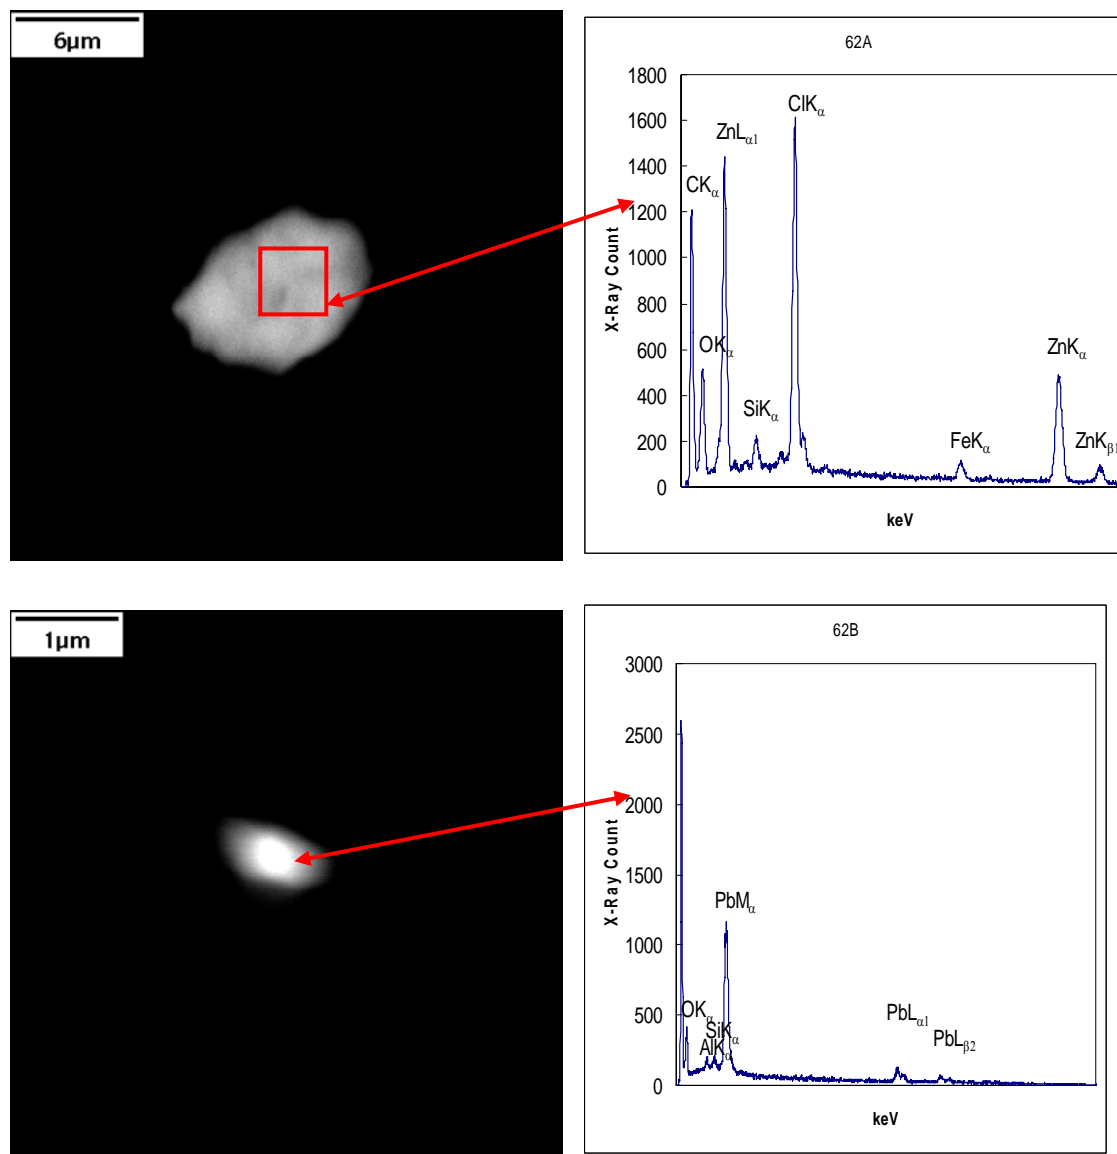 6µm
62A
1800
1600
1400
1200
1000
800
600
400
200
0
X-Ray Count
CKα
OKα
ZnLα1
SiKα
ClKα
FeKα
ZnKα
ZnKβ1
keV
1µm
62B
3000
2500
2000
1500
1000
500
0
X-Ray Count
OKα
AlKα
SiKα
PbMα
PbLα1
PbLβ2
keV